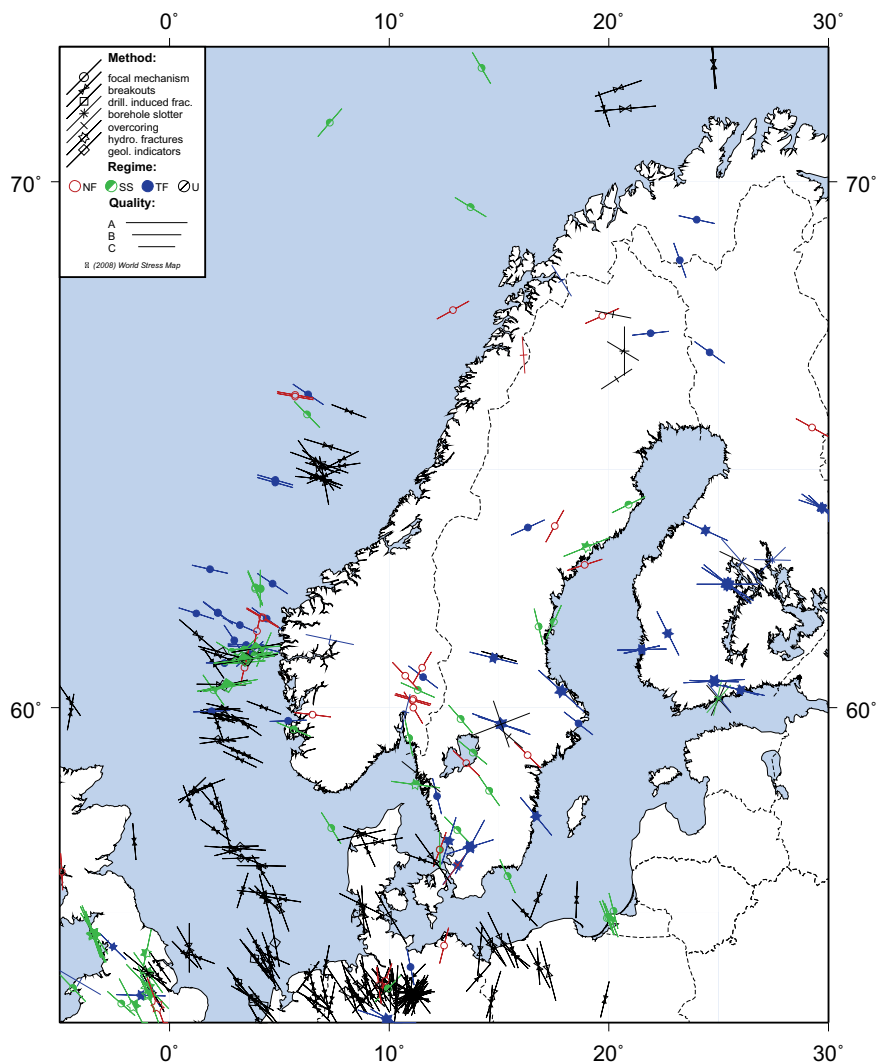 0° 10° 20° 30°
Method:
focal mechanism
breakouts
drill. induced frac.
borehole slotter
overcoring
hydro. fractures
geol. indicators
Regime:
NF SS TF U
Quality:
A
B
C
(2008) World Stress Map
70° 70°
60° 60°
0° 10° 20° 30°